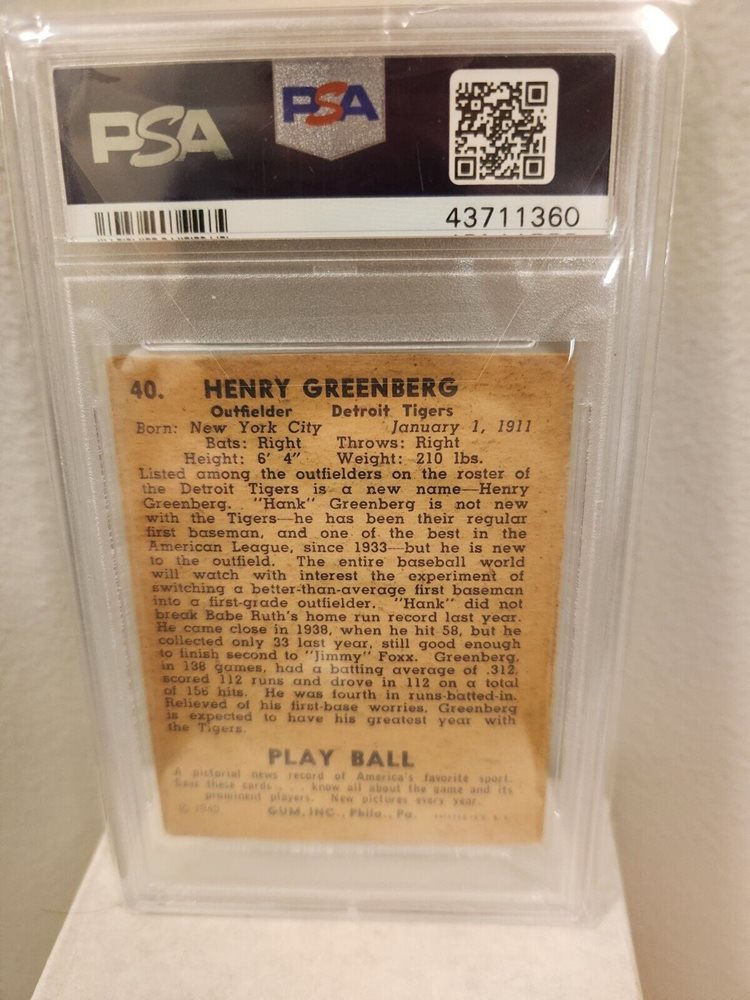 PSA
PSA
43711360
40. HENRY GREENBERG
Outfielder Detroit Tigers
Born: New York City January 1, 1911
Bats: Right Throws: Right
Height: 6' 4" Weight: 210 lbs.
Listed among the outfielders on the roster of
the Detroit Tigers is a new name—Henry
Greenberg. "Hank" Greenberg is not new
with the Tigers—he has been their regular
first baseman, and one of the best in the
American League, since 1933—but he is new
to the outfield. The entire baseball world
will watch with interest the experiment of
switching a better-than-average first baseman
into a first-grade outfielder. "Hank" did not
break Babe Ruth's home run record last year.
He came close in 1938, when he hit 58, but he
collected only 33 last year, still good enough
to finish second to "Jimmy" Foxx. Greenberg,
in 138 games, had a batting average of .312,
scored 112 runs and drove in 112 on a total
of 156 hits. He was fourth in runs-batted-in.
Relieved of his first-base worries, Greenberg
is expected to have his greatest year with
the Tigers.
PLAY BALL
A pictorial news record of America's favorite sport.
Save these cards . . . know all about the game and its
prominent players. New pictures every year.
© 1940 GUM, INC., Phila., Pa.